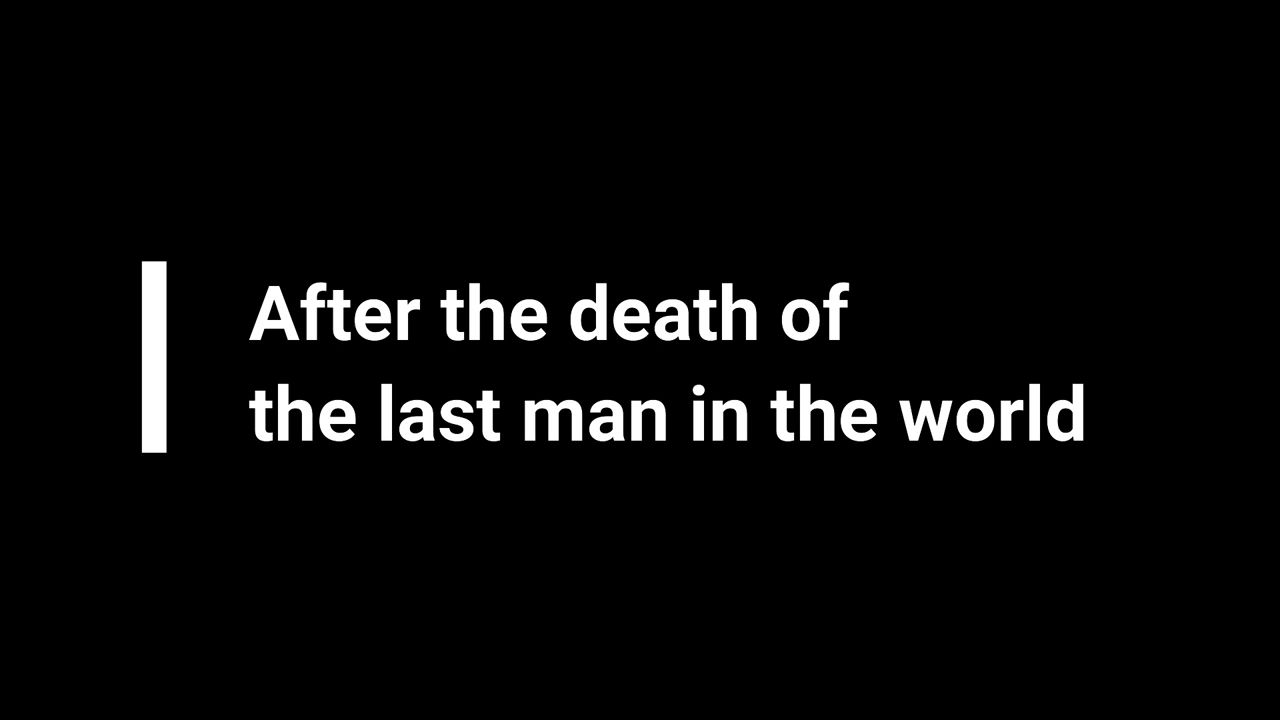 After the death of
the last man in the world